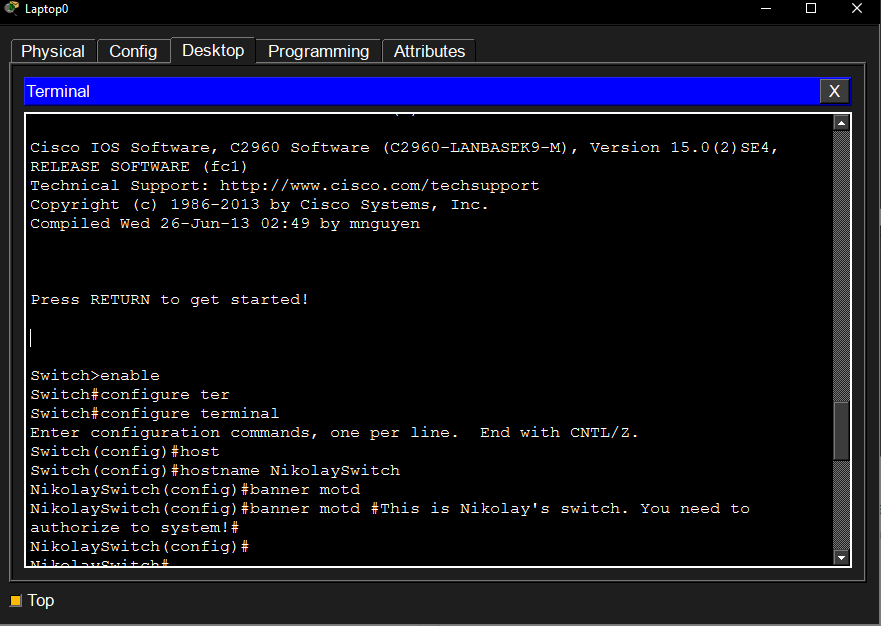 Laptop0
Physical Config Desktop Programming Attributes
Terminal X
Cisco IOS Software, C2960 Software (C2960-LANBASEK9-M), Version 15.0(2)SE4,
RELEASE SOFTWARE (fc1)
Technical Support: http://www.cisco.com/techsupport
Copyright (c) 1986-2013 by Cisco Systems, Inc.
Compiled Wed 26-Jun-13 02:49 by mnguyen
Press RETURN to get started!
Switch>enable
Switch#configure ter
Switch#configure terminal
Enter configuration commands, one per line.  End with CNTL/Z.
Switch(config)#host
Switch(config)#hostname NikolaySwitch
NikolaySwitch(config)#banner motd
NikolaySwitch(config)#banner motd #This is Nikolay's switch. You need to
authorize to system!#
NikolaySwitch(config)#
NikolaySwitch#
Top